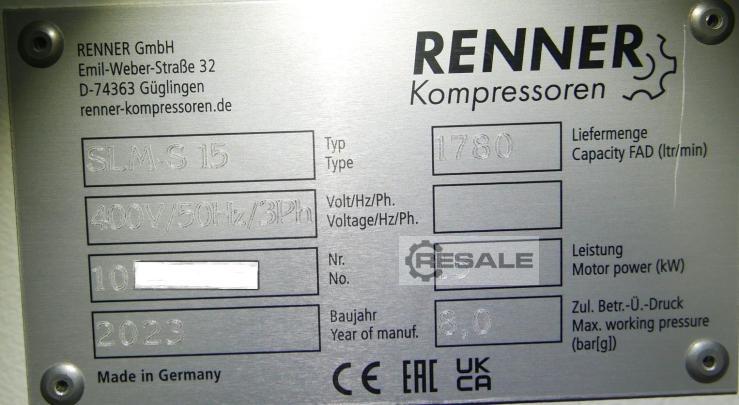 RENNER GmbH
Emil-Weber-Straße 32
D-74363 Güglingen
renner-kompressoren.de
RENNER
Kompressoren
SLM-S 15
Typ
Type
1780
Liefermenge
Capacity FAD (ltr/min)
400V/50Hz/3Ph
Volt/Hz/Ph.
Voltage/Hz/Ph.
10
Nr.
No.
RESALE
Leistung
Motor power (kW)
2023
Baujahr
Year of manuf.
8,0
Zul. Betr.-Ü.-Druck
Max. working pressure
(bar[g])
Made in Germany
CE EAC UK
CA